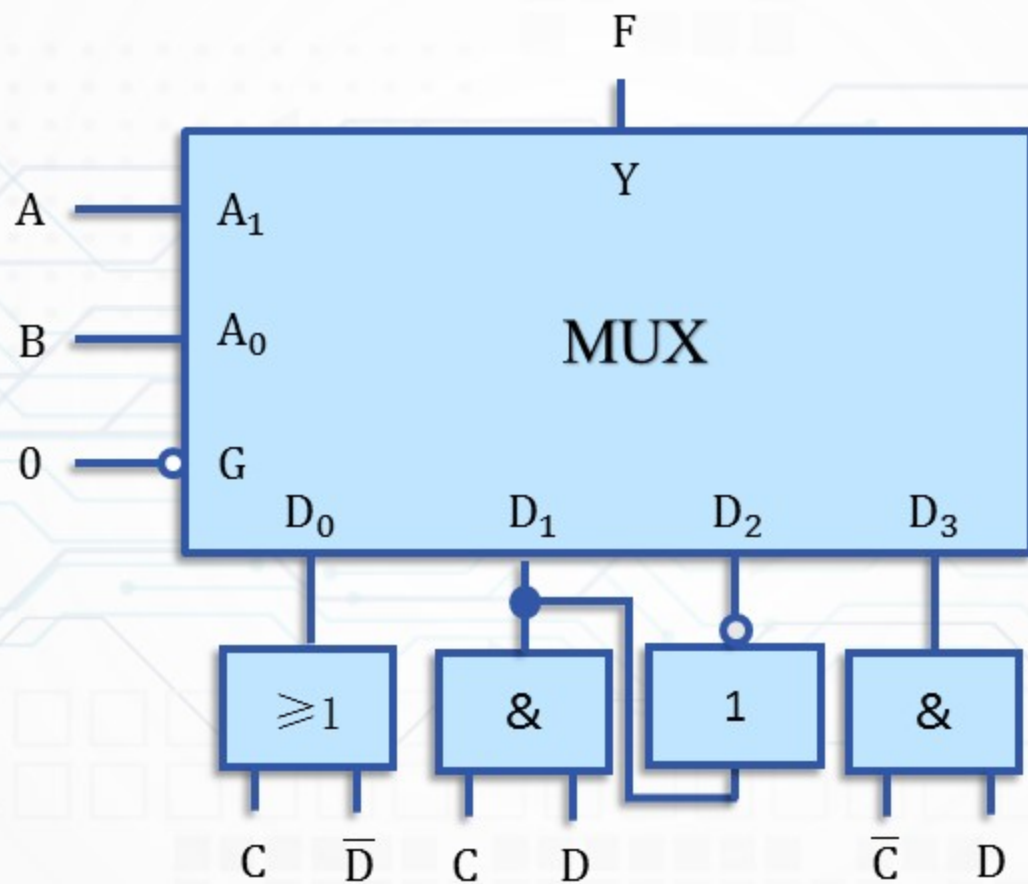 F
Y
A A₁
MUX
B A₀
0 G
D₀ D₁ D₂ D₃
≥1 & 1 &
C D̅ C D C̅ D